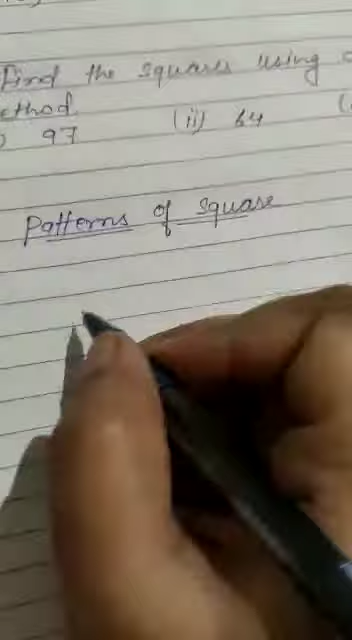 Find the squares using
ethod
97 (ii) 64
Patterns of square